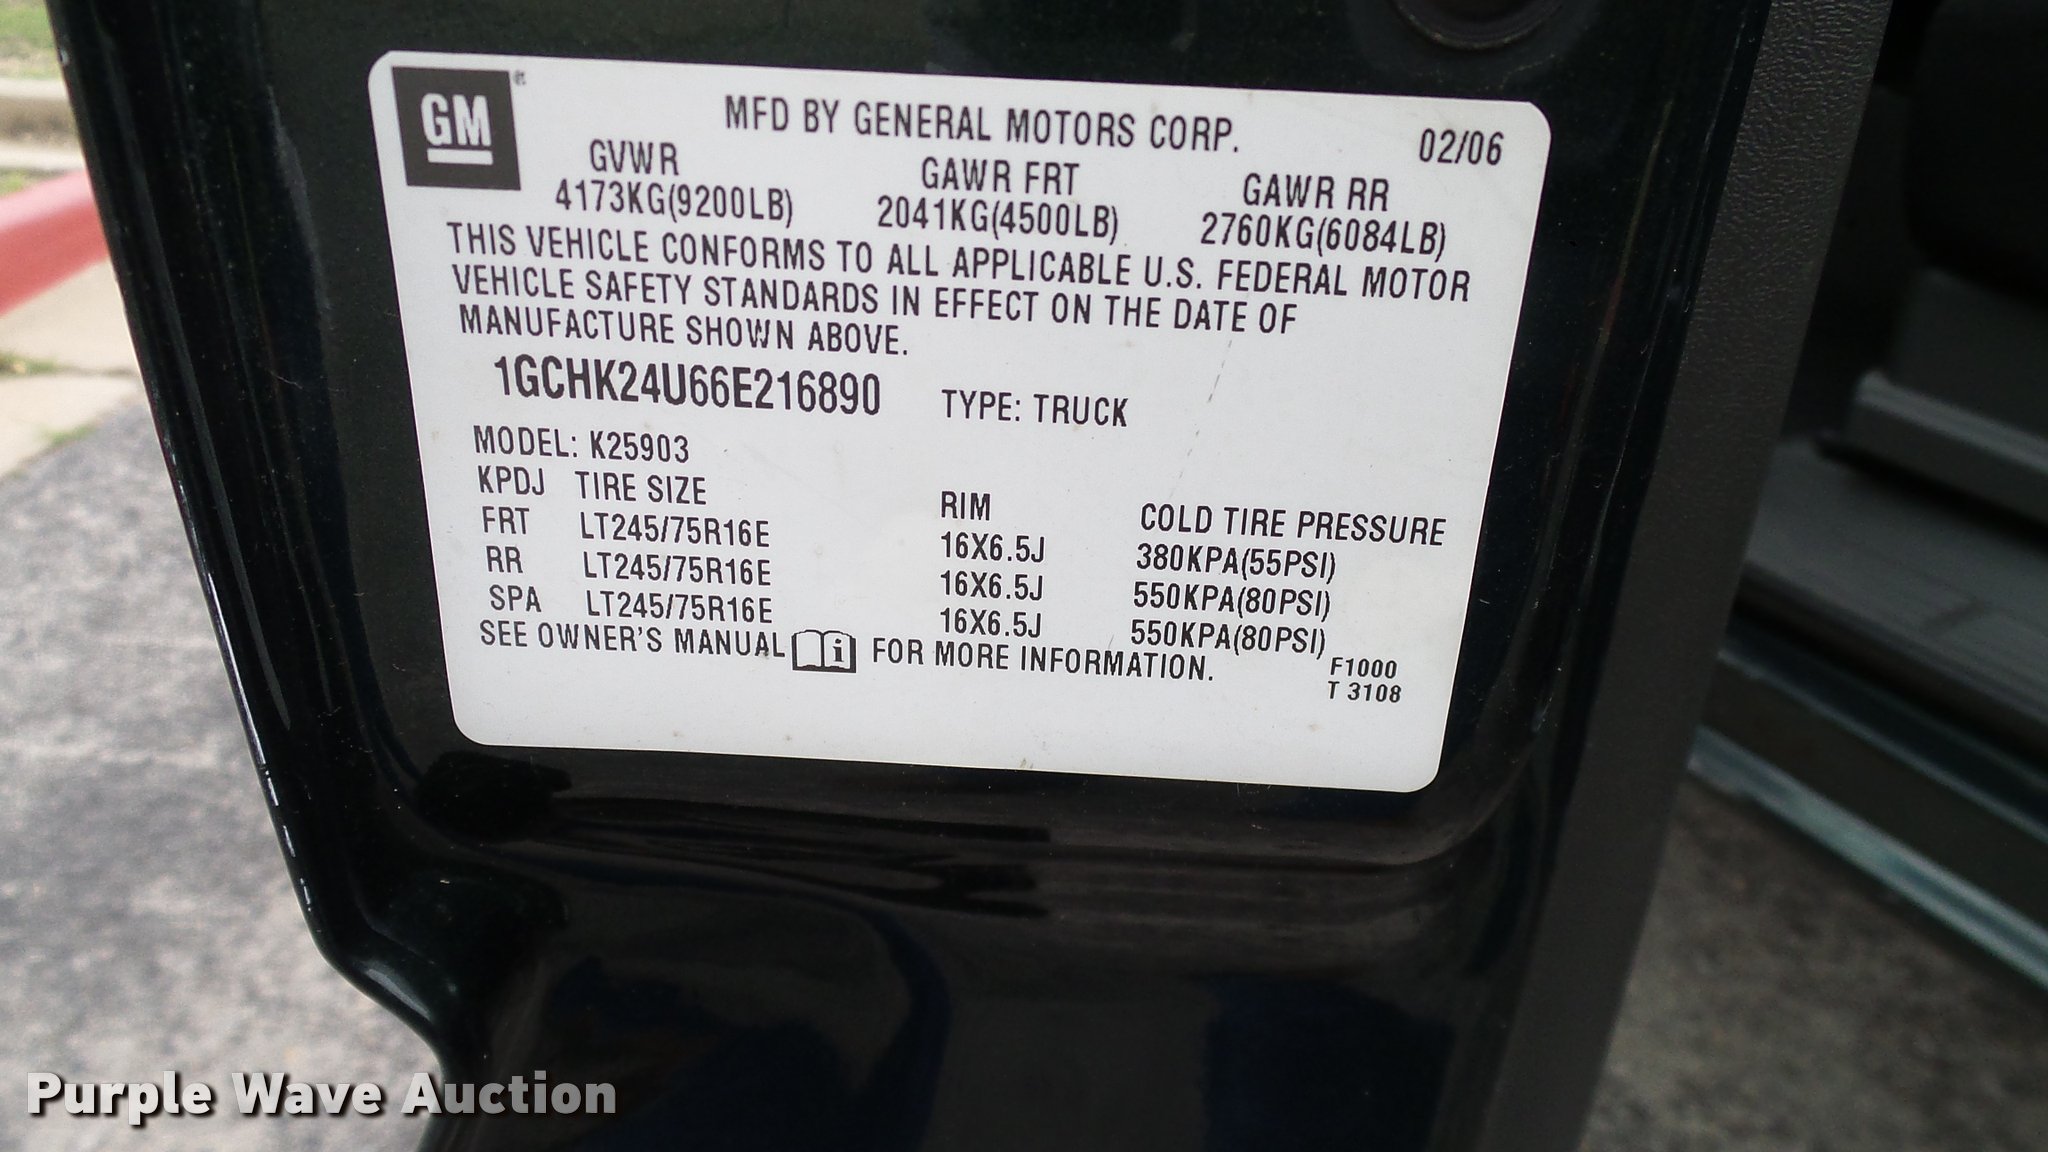 GM ®
MFD BY GENERAL MOTORS CORP. 02/06
GVWR GAWR FRT GAWR RR
4173KG(9200LB) 2041KG(4500LB) 2760KG(6084LB)
THIS VEHICLE CONFORMS TO ALL APPLICABLE U.S. FEDERAL MOTOR
VEHICLE SAFETY STANDARDS IN EFFECT ON THE DATE OF
MANUFACTURE SHOWN ABOVE.
1GCHK24U66E216890 TYPE: TRUCK
MODEL: K25903
KPDJ TIRE SIZE RIM COLD TIRE PRESSURE
FRT LT245/75R16E 16X6.5J 380KPA(55PSI)
RR LT245/75R16E 16X6.5J 550KPA(80PSI)
SPA LT245/75R16E 16X6.5J 550KPA(80PSI)
SEE OWNER'S MANUAL i FOR MORE INFORMATION.
F1000
T 3108
Purple Wave Auction